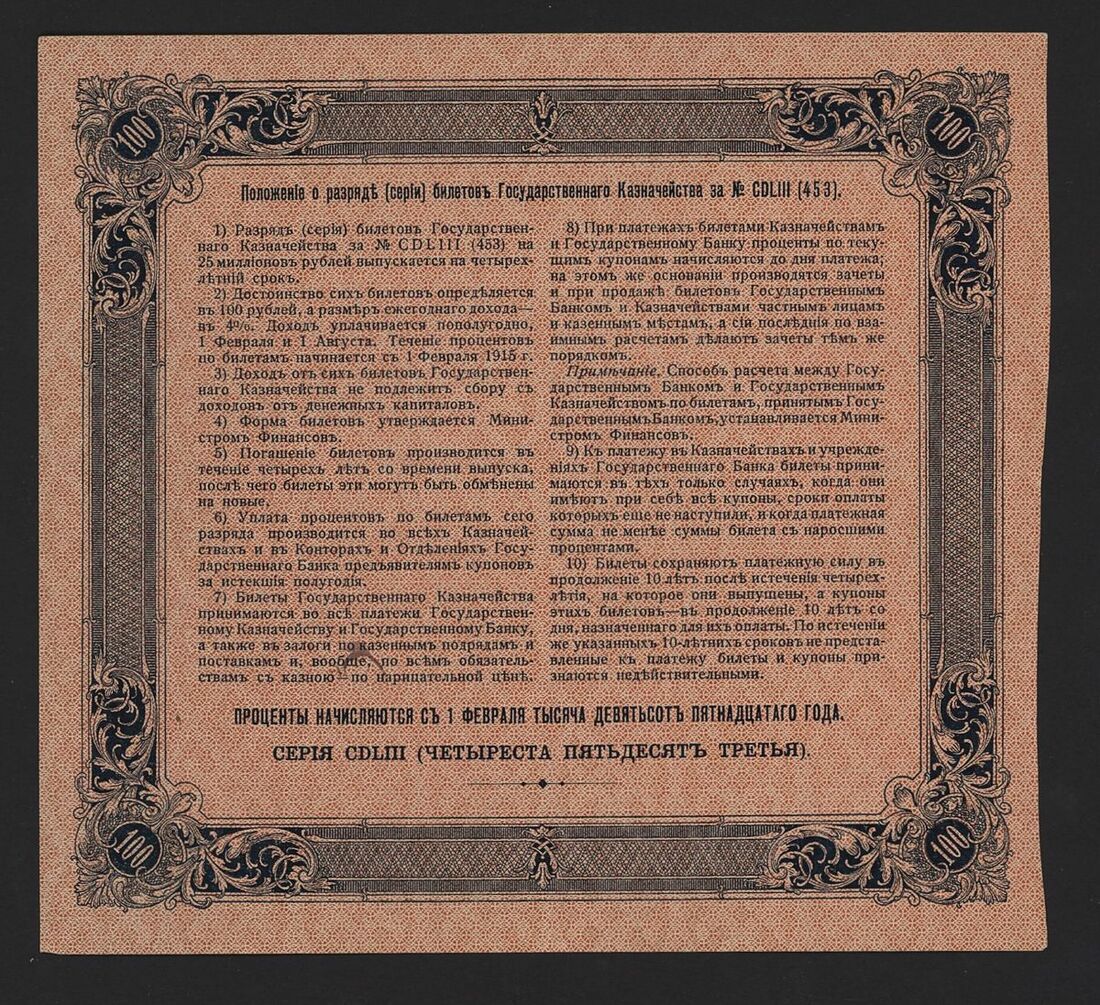 100
100
Положеніе о разрядѣ (серіи) билетовъ Государственнаго Казначейства за № CDLIII (453).
1) Разрядъ (серія) билетовъ Государствен-
наго Казначейства за № CDLIII (453) на
25 милліоновъ рублей выпускается на четырех-
лѣтній срокъ.
2) Достоинство сихъ билетовъ опредѣляется
въ 100 рублей, а размѣръ ежегоднаго дохода—
въ 4%. Доходъ уплачивается пополугодно,
1 Февраля и 1 Августа. Теченіе процентовъ
по билетамъ начинается съ 1 Февраля 1915 г.
3) Доходъ отъ сихъ билетовъ Государствен-
наго Казначейства не подлежитъ сбору съ
доходовъ отъ денежныхъ капиталовъ.
4) Форма билетовъ утверждается Мини-
стромъ Финансовъ.
5) Погашеніе билетовъ производится въ
теченіе четырехъ лѣтъ со времени выпуска,
послѣ чего билеты эти могутъ быть обмѣнены
на новые.
6) Уплата процентовъ по билетамъ сего
разряда производится во всѣхъ Казначей-
ствахъ и въ Конторахъ и Отдѣленіяхъ Госу-
дарственнаго Банка предъявителямъ купоновъ
за истекшія полугодія.
7) Билеты Государственнаго Казначейства
принимаются во всѣ платежи Государствен-
ному Казначейству и Государственному Банку,
а также въ залоги по казеннымъ подрядамъ и
поставкамъ и, вообще, по всѣмъ обязатель-
ствамъ съ казною—по нарицательной цѣнѣ.
8) При платежахъ билетами Казначействамъ
и Государственному Банку проценты по теку-
щимъ купонамъ начисляются до дня платежа;
на этомъ же основаніи производятся зачеты
и при продажѣ билетовъ Государственнымъ
Банкомъ и Казначействами частнымъ лицамъ
и казеннымъ мѣстамъ, а сіи послѣднія по вза-
имнымъ расчетамъ дѣлаютъ зачеты тѣмъ же
порядкомъ.
Примѣчаніе. Способъ расчета между Госу-
дарственнымъ Банкомъ и Государственнымъ
Казначействомъ по билетамъ, принятымъ Госу-
дарственнымъ Банкомъ, устанавливается Мини-
стромъ Финансовъ.
9) Къ платежу въ Казначействахъ и учрежде-
ніяхъ Государственнаго Банка билеты прини-
маются въ тѣхъ только случаяхъ, когда они
имѣютъ при себѣ всѣ купоны, сроки оплаты
которыхъ еще не наступили, и когда платежная
сумма не менѣе суммы билета съ наросшими
процентами.
10) Билеты сохраняютъ платежную силу въ
продолженіе 10 лѣтъ послѣ истеченія четырех-
лѣтія, на которое они выпущены, а купоны
этихъ билетовъ—въ продолженіе 10 лѣтъ со
дня, назначеннаго для ихъ оплаты. По истеченіи
же указанныхъ 10-лѣтнихъ сроковъ не предста-
вленные къ платежу билеты и купоны при-
знаются недѣйствительными.
ПРОЦЕНТЫ НАЧИСЛЯЮТСЯ СЪ 1 ФЕВРАЛЯ ТЫСЯЧА ДЕВЯТЬСОТЪ ПЯТНАДЦАТАГО ГОДА.
СЕРІЯ CDLIII (ЧЕТЫРЕСТА ПЯТЬДЕСЯТЪ ТРЕТЬЯ).
100
100